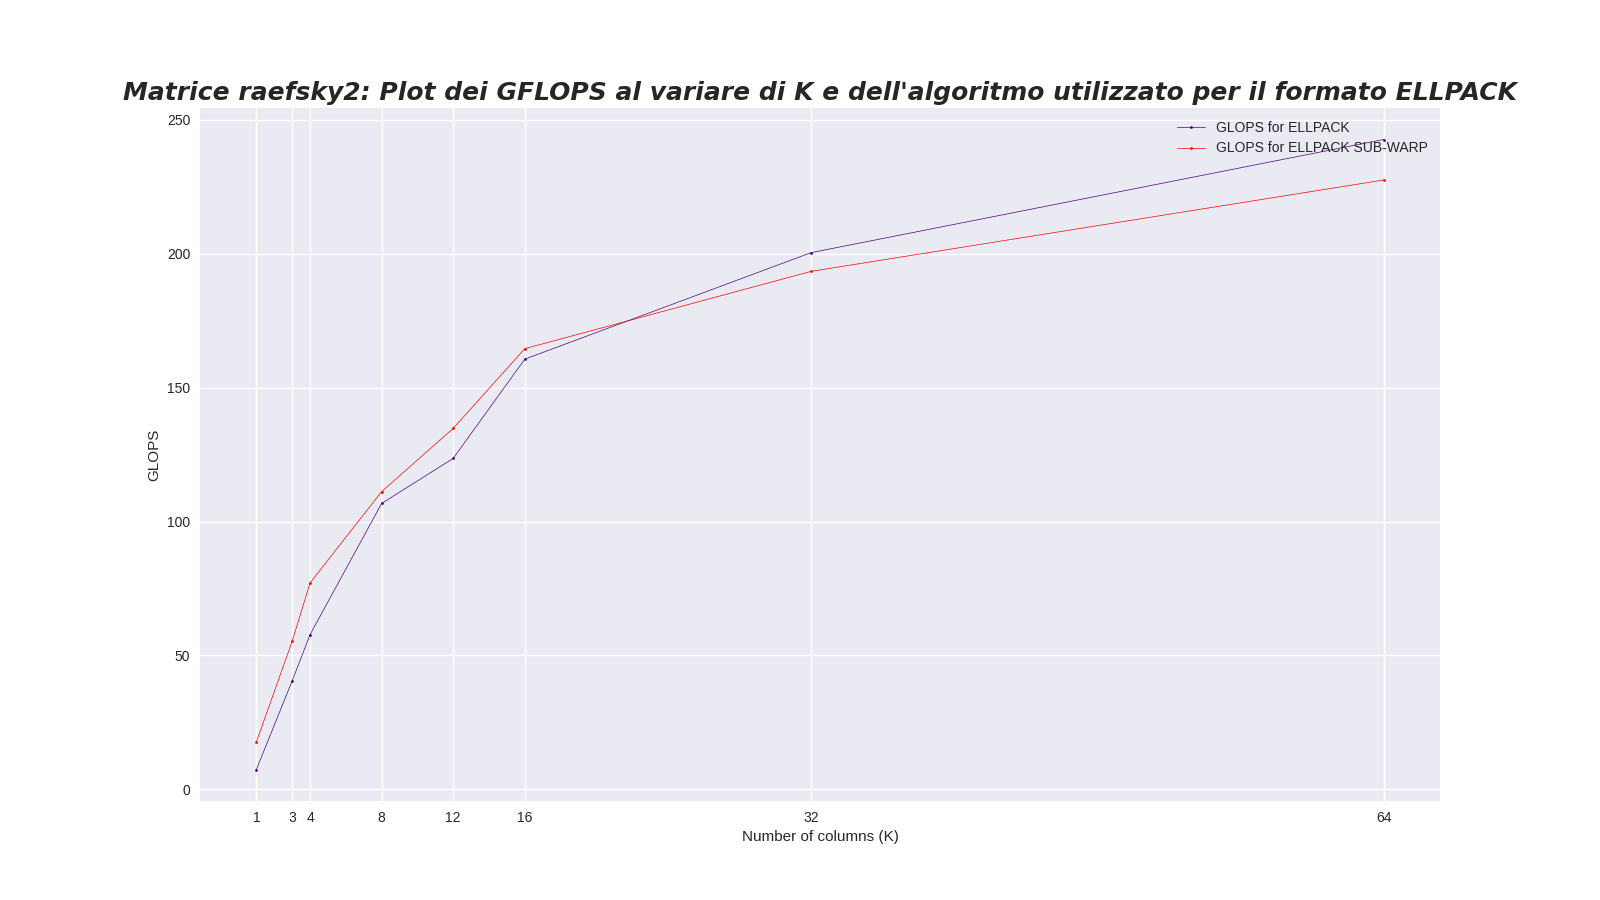 Matrice raefsky2: Plot dei GFLOPS al variare di K e dell'algoritmo utilizzato per il formato ELLPACK
GLOPS for ELLPACK
GLOPS for ELLPACK SUB-WARP
250
200
150
100
50
0
GLOPS
1 3 4 8 12 16 32 64
Number of columns (K)